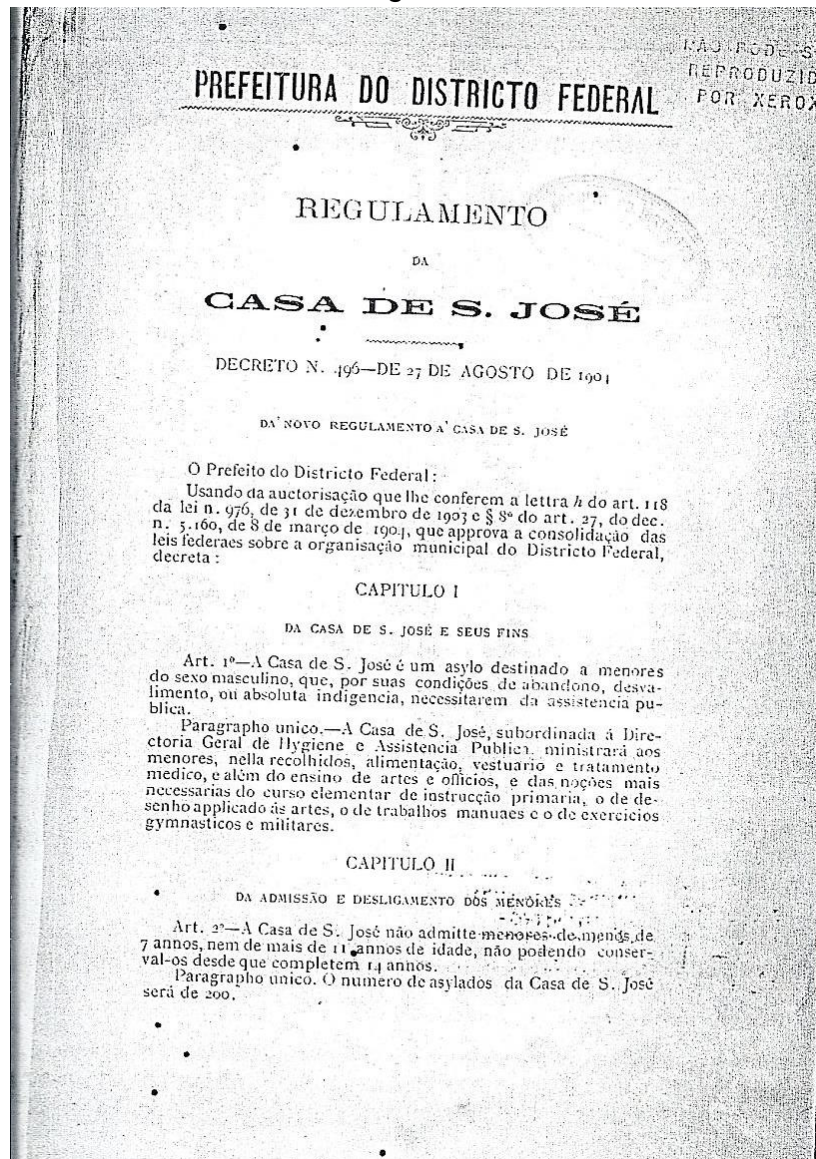 NÃO PODE S
REPRODUZID
POR XEROX
PREFEITURA DO DISTRICTO FEDERAL
REGULAMENTO
DA
CASA DE S. JOSÉ
DECRETO N. 496—DE 27 DE AGOSTO DE 1904
DA' NOVO REGULAMENTO A' CASA DE S. JOSÉ
O Prefeito do Districto Federal:
Usando da auctorisação que lhe conferem a lettra h do art. 118
da lei n. 976, de 31 de dezembro de 1903 e § 8º do art. 27, do dec.
n. 5.160, de 8 de março de 1904, que approva a consolidação das
leis federaes sobre a organisação municipal do Districto Federal,
decreta:
CAPITULO I
DA CASA DE S. JOSÉ E SEUS FINS
Art. 1º—A Casa de S. José é um asylo destinado a menores
do sexo masculino, que, por suas condições de abandono, desva-
limento, ou absoluta indigencia, necessitarem da assistencia pu-
blica.
Paragrapho unico.—A Casa de S. José, subordinada á Dire-
ctoria Geral de Hygiene e Assistencia Publica, ministrará aos
menores, nella recolhidos, alimentação, vestuario e tratamento
medico, e além do ensino de artes e officios, e das noções mais
necessarias do curso elementar de instrucção primaria, o de de-
senho applicado ás artes, o de trabalhos manuaes e o de exercicios
gymnasticos e militares.
CAPITULO II
DA ADMISSÃO E DESLIGAMENTO DOS MENORES
Art. 2º—A Casa de S. José não admitte menores de menos de
7 annos, nem de mais de 11 annos de idade, não podendo conser-
val-os desde que completem 14 annos.
Paragrapho unico. O numero de asylados da Casa de S. José
será de 200.